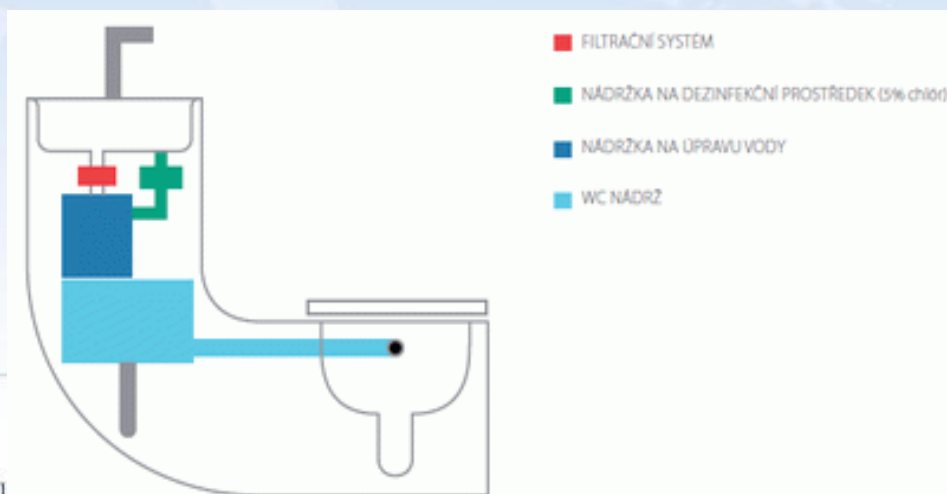 FILTRAČNÍ SYSTÉM
NÁDRŽKA NA DEZINFEKČNÍ PROSTŘEDEK (5% chlór)
NÁDRŽKA NA ÚPRAVU VODY
WC NÁDRŽ